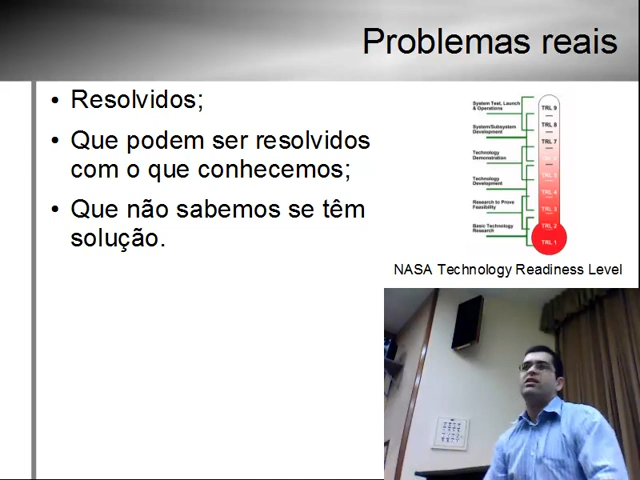 Problemas reais
• Resolvidos;
• Que podem ser resolvidos
com o que conhecemos;
• Que não sabemos se têm
solução.
System Test, Launch
& Operations
System/Subsystem
Development
Technology
Demonstration
Technology
Development
Research to Prove
Feasibility
Basic Technology
Research
TRL 9
TRL 8
TRL 7
TRL 6
TRL 5
TRL 4
TRL 3
TRL 2
TRL 1
NASA Technology Readiness Level